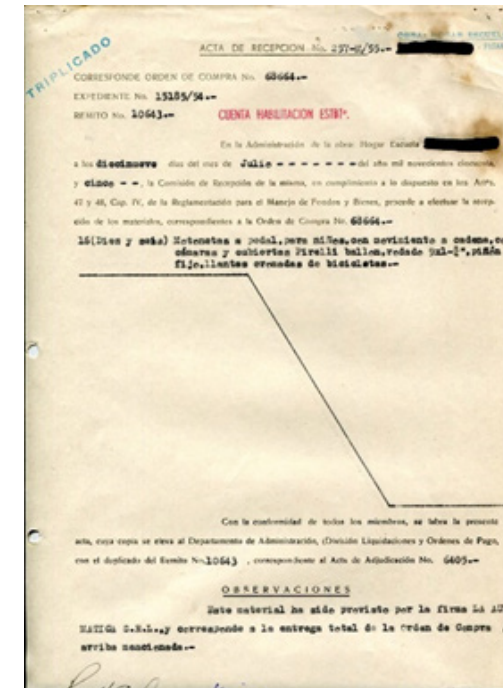 TRIPLICADO
ACTA DE RECEPCION No. 257-
CORRESPONDE ORDEN DE COMPRA No. 68664.-
EXPEDIENTE No. 15185/54.-
REMITO No. 10643.-
CUENTA HABILITACION
En la Administración de la obra: Hogar Escuela
a los diecinueve días del mes de Julio - - - - - - - del año mil novecientos cincuenta
y cinco - -, la Comisión de Recepción de la misma, en cumplimiento a lo dispuesto en los Arts.
47 y 48, Cap. IV, de la Reglamentación para el Manejo de Fondos y Bienes, procede a efectuar la recep-
ción de los materiales, correspondientes a la Orden de Compra No. 68664.-
16(Diez y seis) Motonetas a pedal, para niños, con movimiento a cadena,
cámaras y cubiertas Pirelli ballon, rodado piñón
fijo, llantas cromadas de bicicletas.-
Con la conformidad de todos los miembros, se labra la presente
acta, cuya copia se eleva al Departamento de Administración, (División Liquidaciones y Ordenes de Pago,
con el duplicado del Remito No. 10643 , correspondiente al Acta de Adjudicación No. 6405.-
OBSERVACIONES
Este material ha sido provisto por la firma LA
S.R.L., y corresponde a la entrega total de la Orden de Compra
arriba mencionada.-